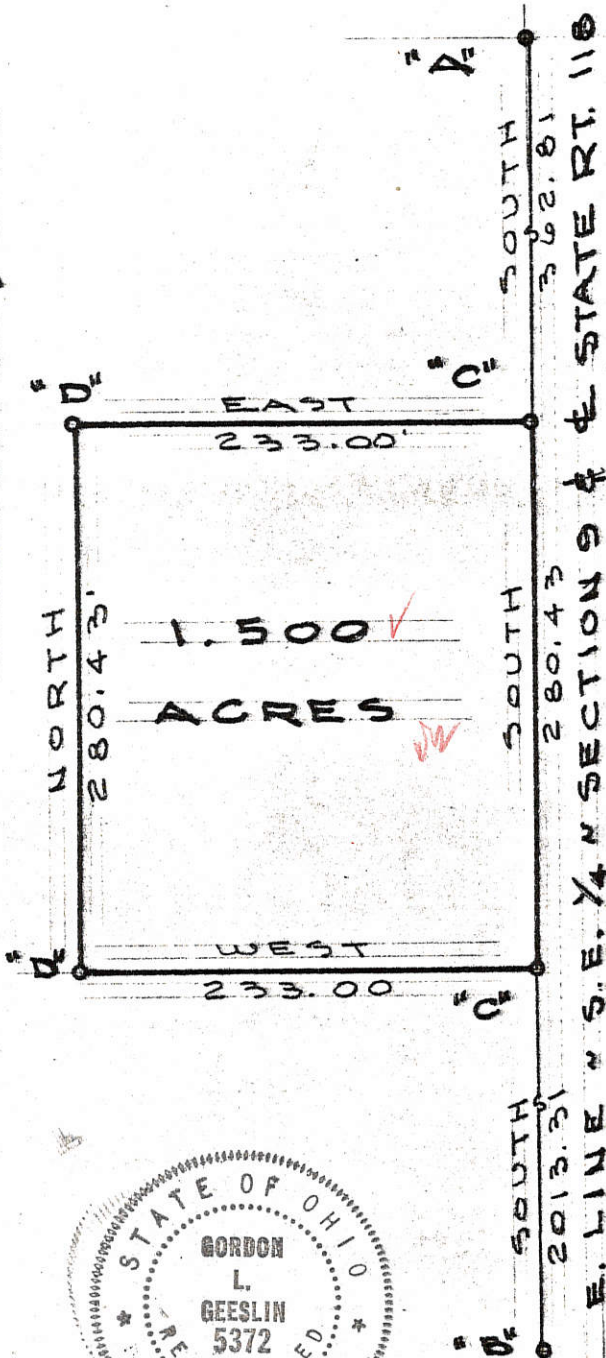 "A"
SOUTH
362.81
"D"
"C"
EAST
233.00'
NORTH
280.43'
1.500 ✓
ACRES
SOUTH
280.43
E. LINE ~ S.E. ¼ ~ SECTION 9 & ℄ STATE RT. 118
WEST
233.00
"D"
"C"
SOUTH
2013.31
"B"
STATE OF OHIO
GORDON
L.
GEESLIN
5372